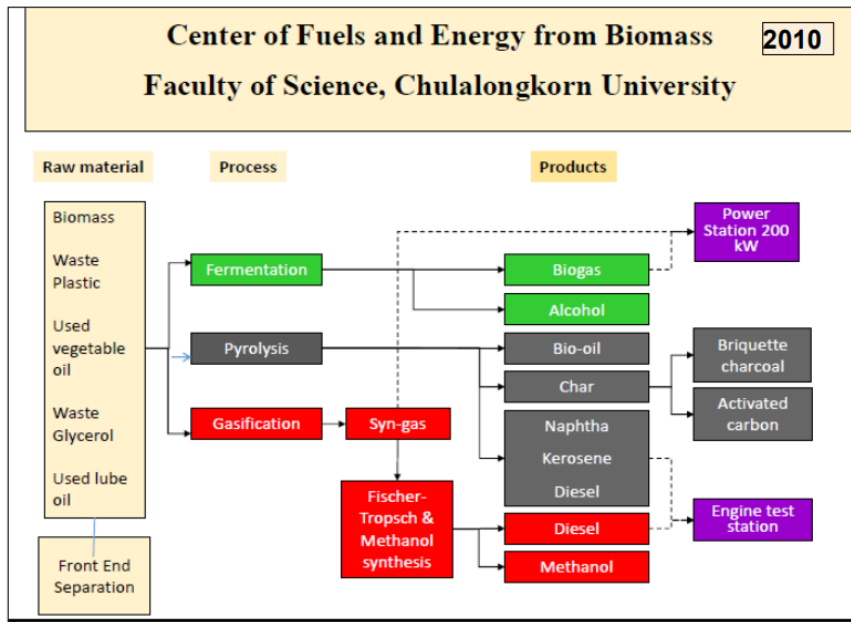 Center of Fuels and Energy from Biomass
2010
Faculty of Science, Chulalongkorn University
Raw material
Process
Products
Biomass
Waste
Plastic
Used
vegetable
oil
Waste
Glycerol
Used lube
oil
Front End
Separation
Fermentation
Pyrolysis
Gasification
Syn-gas
Fischer-
Tropsch &
Methanol
synthesis
Biogas
Alcohol
Bio-oil
Char
Naphtha
Kerosene
Diesel
Diesel
Methanol
Power
Station 200
kW
Briquette
charcoal
Activated
carbon
Engine test
station